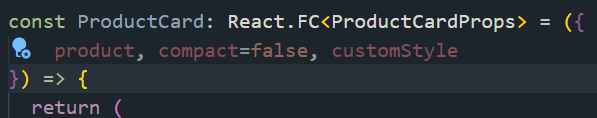 const ProductCard: React.FC<ProductCardProps> = ({
product, compact=false, customStyle
}) => {
return (